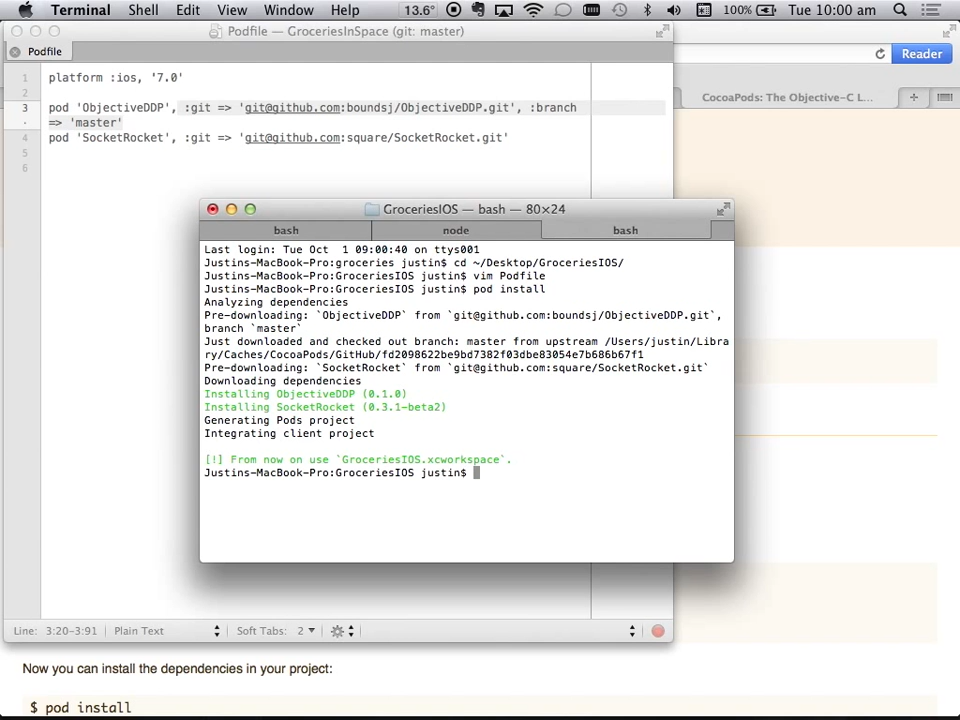 Terminal Shell Edit View Window Help 13.6° 100% Tue 10:00 am
Podfile — GroceriesInSpace (git: master)
Podfile
Reader
1 platform :ios, '7.0'
2
3 pod 'ObjectiveDDP', :git => 'git@github.com:boundsj/ObjectiveDDP.git', :branch
· => 'master'
4 pod 'SocketRocket', :git => 'git@github.com:square/SocketRocket.git'
5
6
CocoaPods: The Objective-C L...
GroceriesIOS — bash — 80×24
bash node bash
Last login: Tue Oct  1 09:00:40 on ttys001
Justins-MacBook-Pro:groceries justin$ cd ~/Desktop/GroceriesIOS/
Justins-MacBook-Pro:GroceriesIOS justin$ vim Podfile
Justins-MacBook-Pro:GroceriesIOS justin$ pod install
Analyzing dependencies
Pre-downloading: `ObjectiveDDP` from `git@github.com:boundsj/ObjectiveDDP.git`,
branch `master`
Just downloaded and checked out branch: master from upstream /Users/justin/Libra
ry/Caches/CocoaPods/GitHub/fd2098622be9bd7382f03dbe83054e7b686b67f1
Pre-downloading: `SocketRocket` from `git@github.com:square/SocketRocket.git`
Downloading dependencies
Installing ObjectiveDDP (0.1.0)
Installing SocketRocket (0.3.1-beta2)
Generating Pods project
Integrating client project
[!] From now on use `GroceriesIOS.xcworkspace`.
Justins-MacBook-Pro:GroceriesIOS justin$
Line: 3:20-3:91 Plain Text Soft Tabs: 2
Now you can install the dependencies in your project:
$ pod install